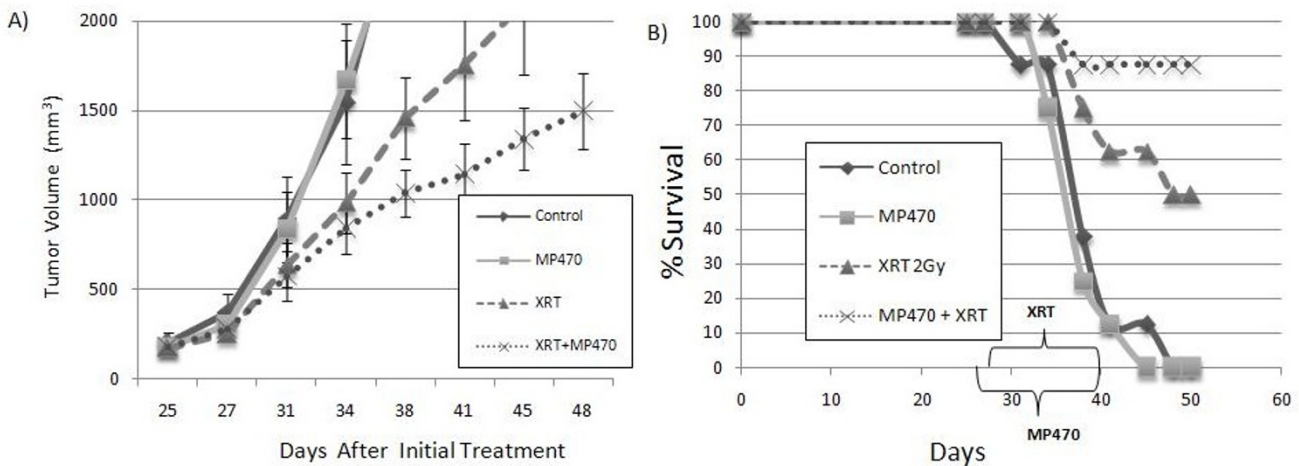 A)
Tumor Volume (mm³)
2000
1500
1000
500
0
25 27 31 34 38 41 45 48
Days After Initial Treatment
Control
MP470
XRT
XRT+MP470
B)
% Survival
100
90
80
70
60
50
40
30
20
10
0
0 10 30 40 50 60
Days
Control
MP470
XRT 2Gy
MP470 + XRT
XRT
MP470